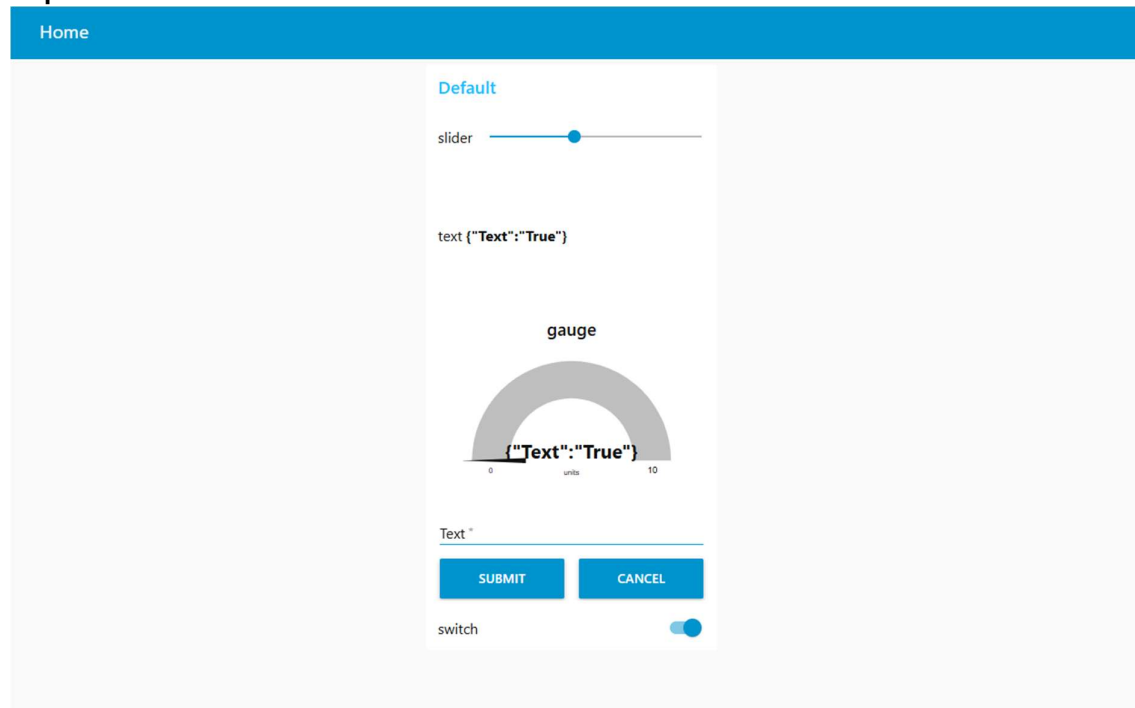 Home
Default
slider
text {"Text":"True"}
gauge
{"Text":"True"}
0 units 10
Text *
SUBMIT CANCEL
switch